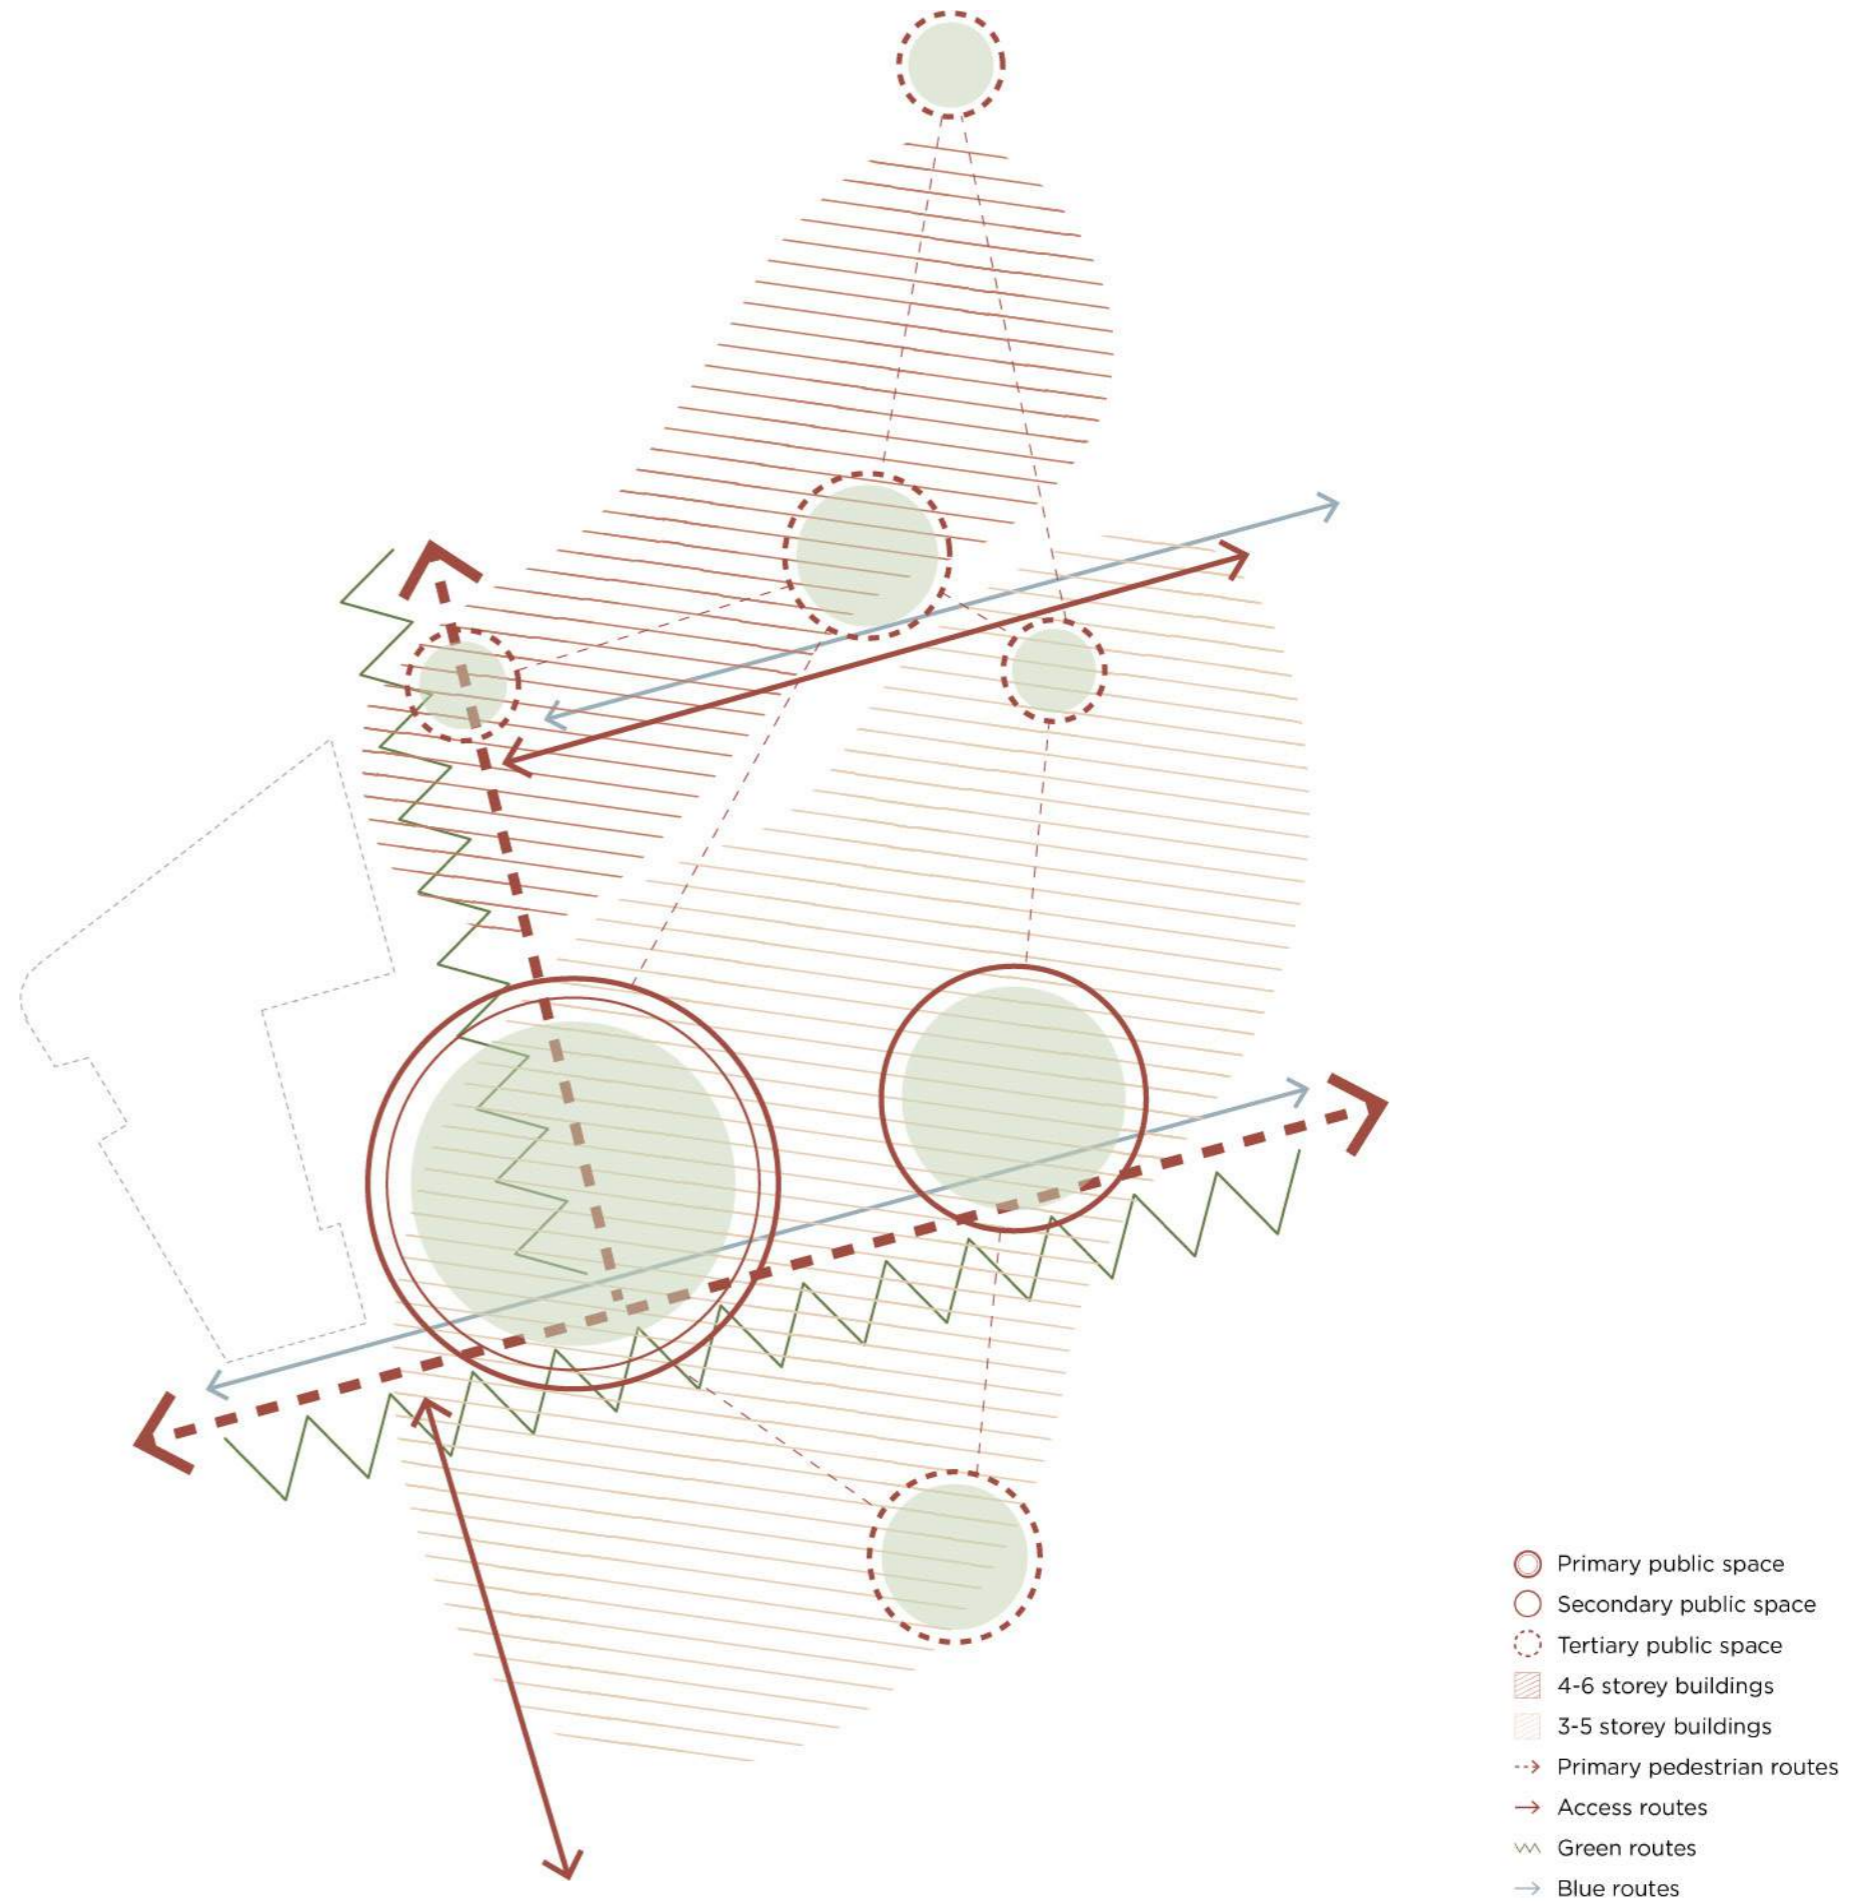 Primary public space
Secondary public space
Tertiary public space
4-6 storey buildings
3-5 storey buildings
Primary pedestrian routes
Access routes
Green routes
Blue routes